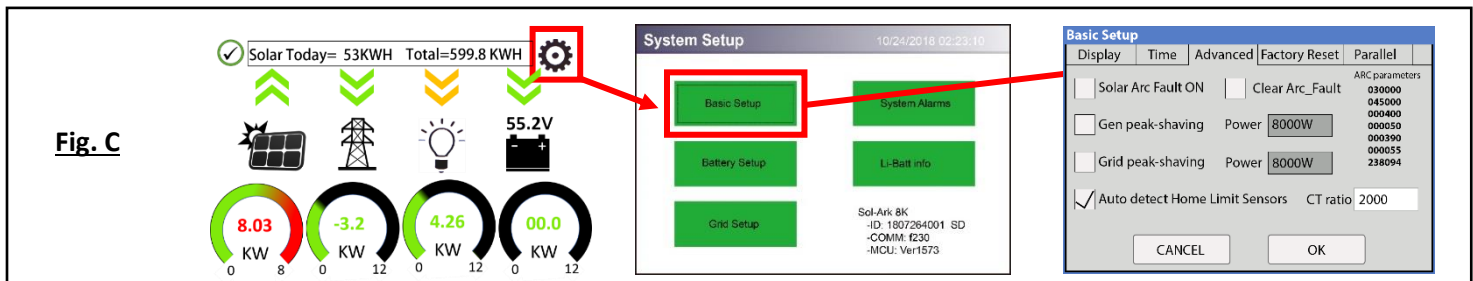 Fig. C
Solar Today= 53KWH Total=599.8 KWH
55.2V
- +
8.03
KW
0 8
-3.2
KW
0 12
4.26
KW
0 12
00.0
KW
0 12
System Setup 10/24/2018 02:23:10
Basic Setup
System Alarms
Battery Setup
Li-Batt info
Grid Setup
Sol-Ark 8K
-ID: 1807264001 SD
-COMM: f230
-MCU: Ver1573
Basic Setup
Display Time Advanced Factory Reset Parallel
Solar Arc Fault ON Clear Arc_Fault
Gen peak-shaving Power 8000W
Grid peak-shaving Power 8000W
Auto detect Home Limit Sensors CT ratio 2000
ARC parameters
030000
045000
000400
000050
000390
000055
238094
CANCEL OK